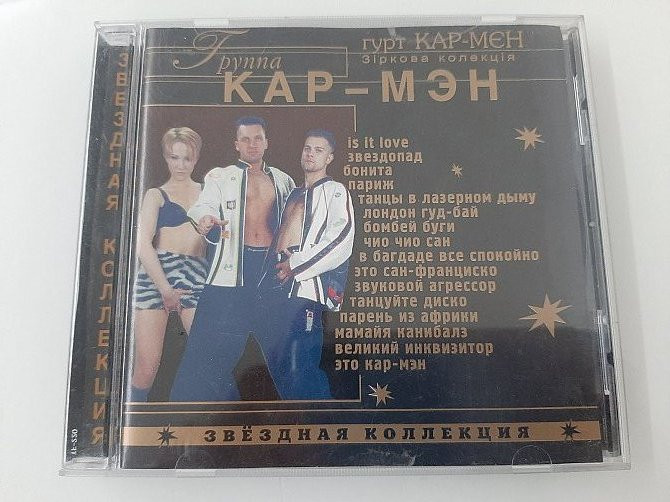 гурт КАР-МЄН
Зіркова колекція
Группа
КАР-МЭН
is it love
звездопад
бонита
париж
танцы в лазерном дыму
лондон гуд-бай
бомбей буги
чио чио сан
в багдаде все спокойно
это сан-франциско
звуковой агрессор
танцуйте диско
парень из африки
мамайя канибалз
великий инквизитор
это кар-мэн
ЗВЁЗДНАЯ КОЛЛЕКЦИЯ
ЗВЕЗДНАЯ КОЛЛЕКЦИЯ